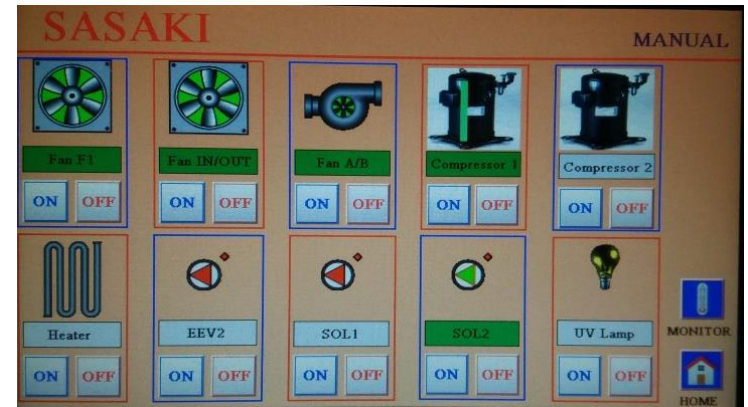 SASAKI
MANUAL
Fan F1
Fan IN/OUT
Fan A/B
Compressor 1
Compressor 2
ON OFF
ON OFF
ON OFF
ON OFF
ON OFF
Heater
EEV2
SOL1
SOL2
UV Lamp
MONITOR
ON OFF
ON OFF
ON OFF
ON OFF
ON OFF
HOME